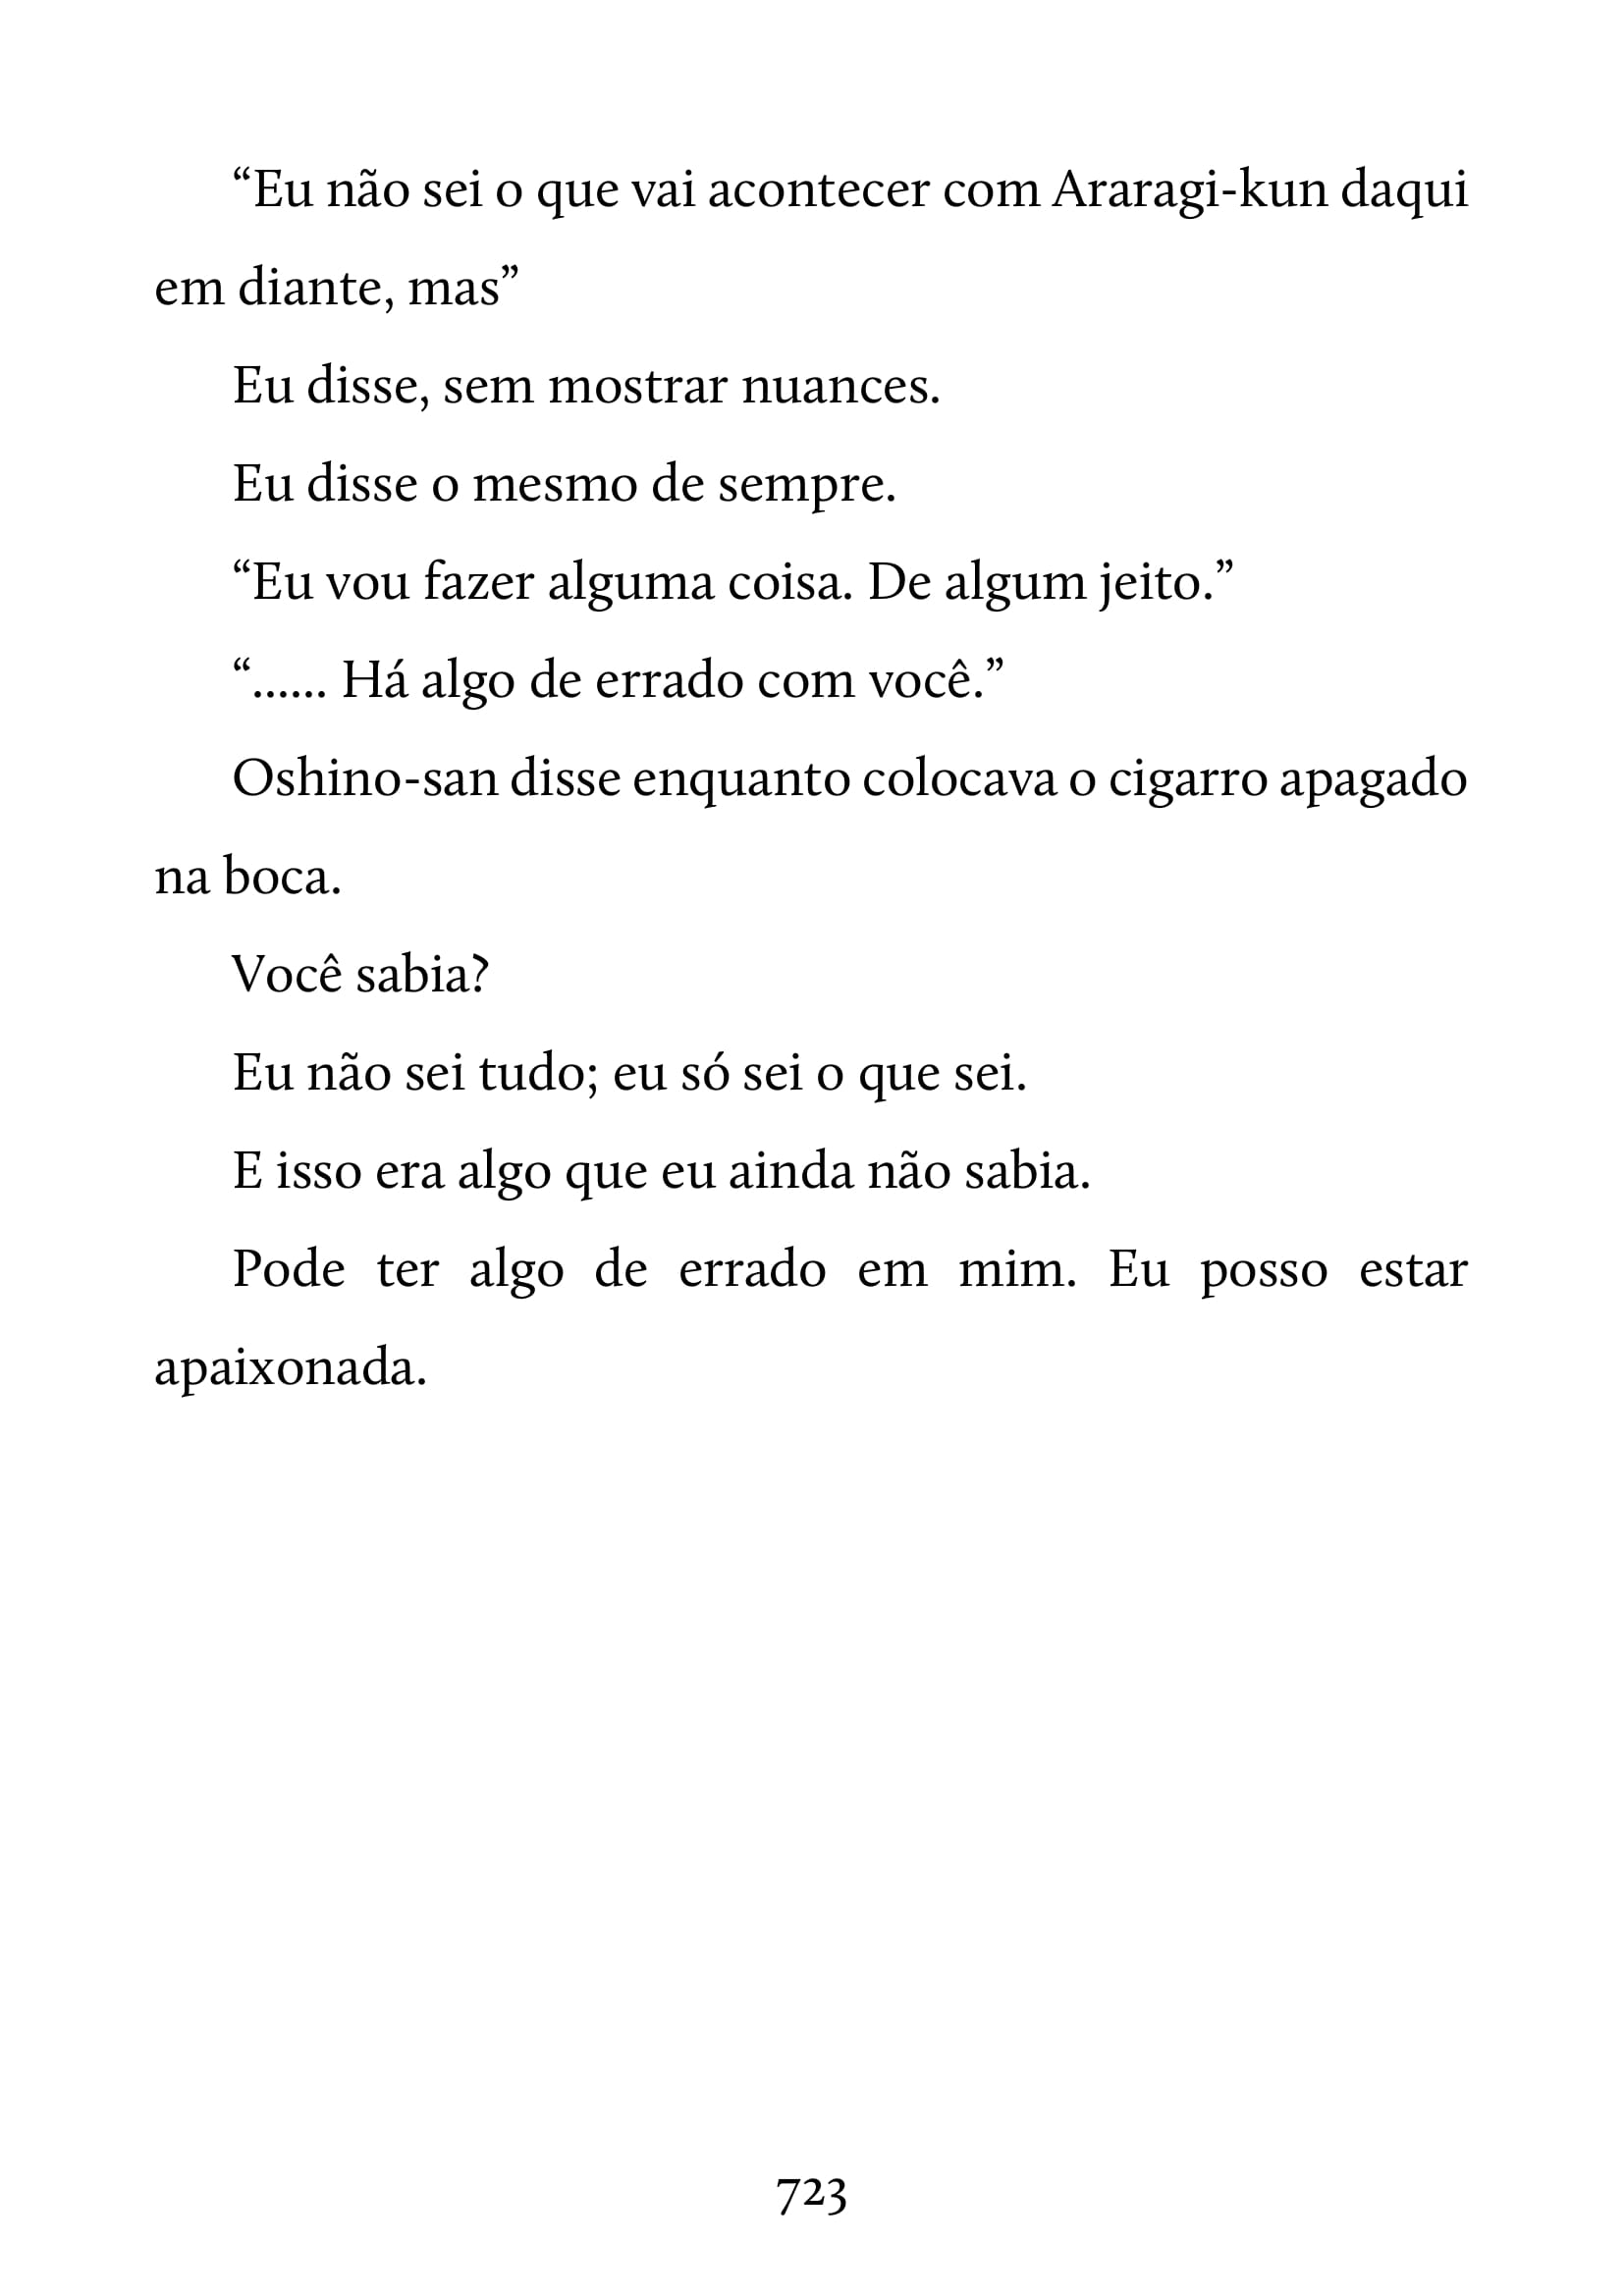 “Eu não sei o que vai acontecer com Araragi-kun daqui
em diante, mas”
Eu disse, sem mostrar nuances.
Eu disse o mesmo de sempre.
“Eu vou fazer alguma coisa. De algum jeito.”
“...... Há algo de errado com você.”
Oshino-san disse enquanto colocava o cigarro apagado
na boca.
Você sabia?
Eu não sei tudo; eu só sei o que sei.
E isso era algo que eu ainda não sabia.
Pode ter algo de errado em mim. Eu posso estar
apaixonada.
723